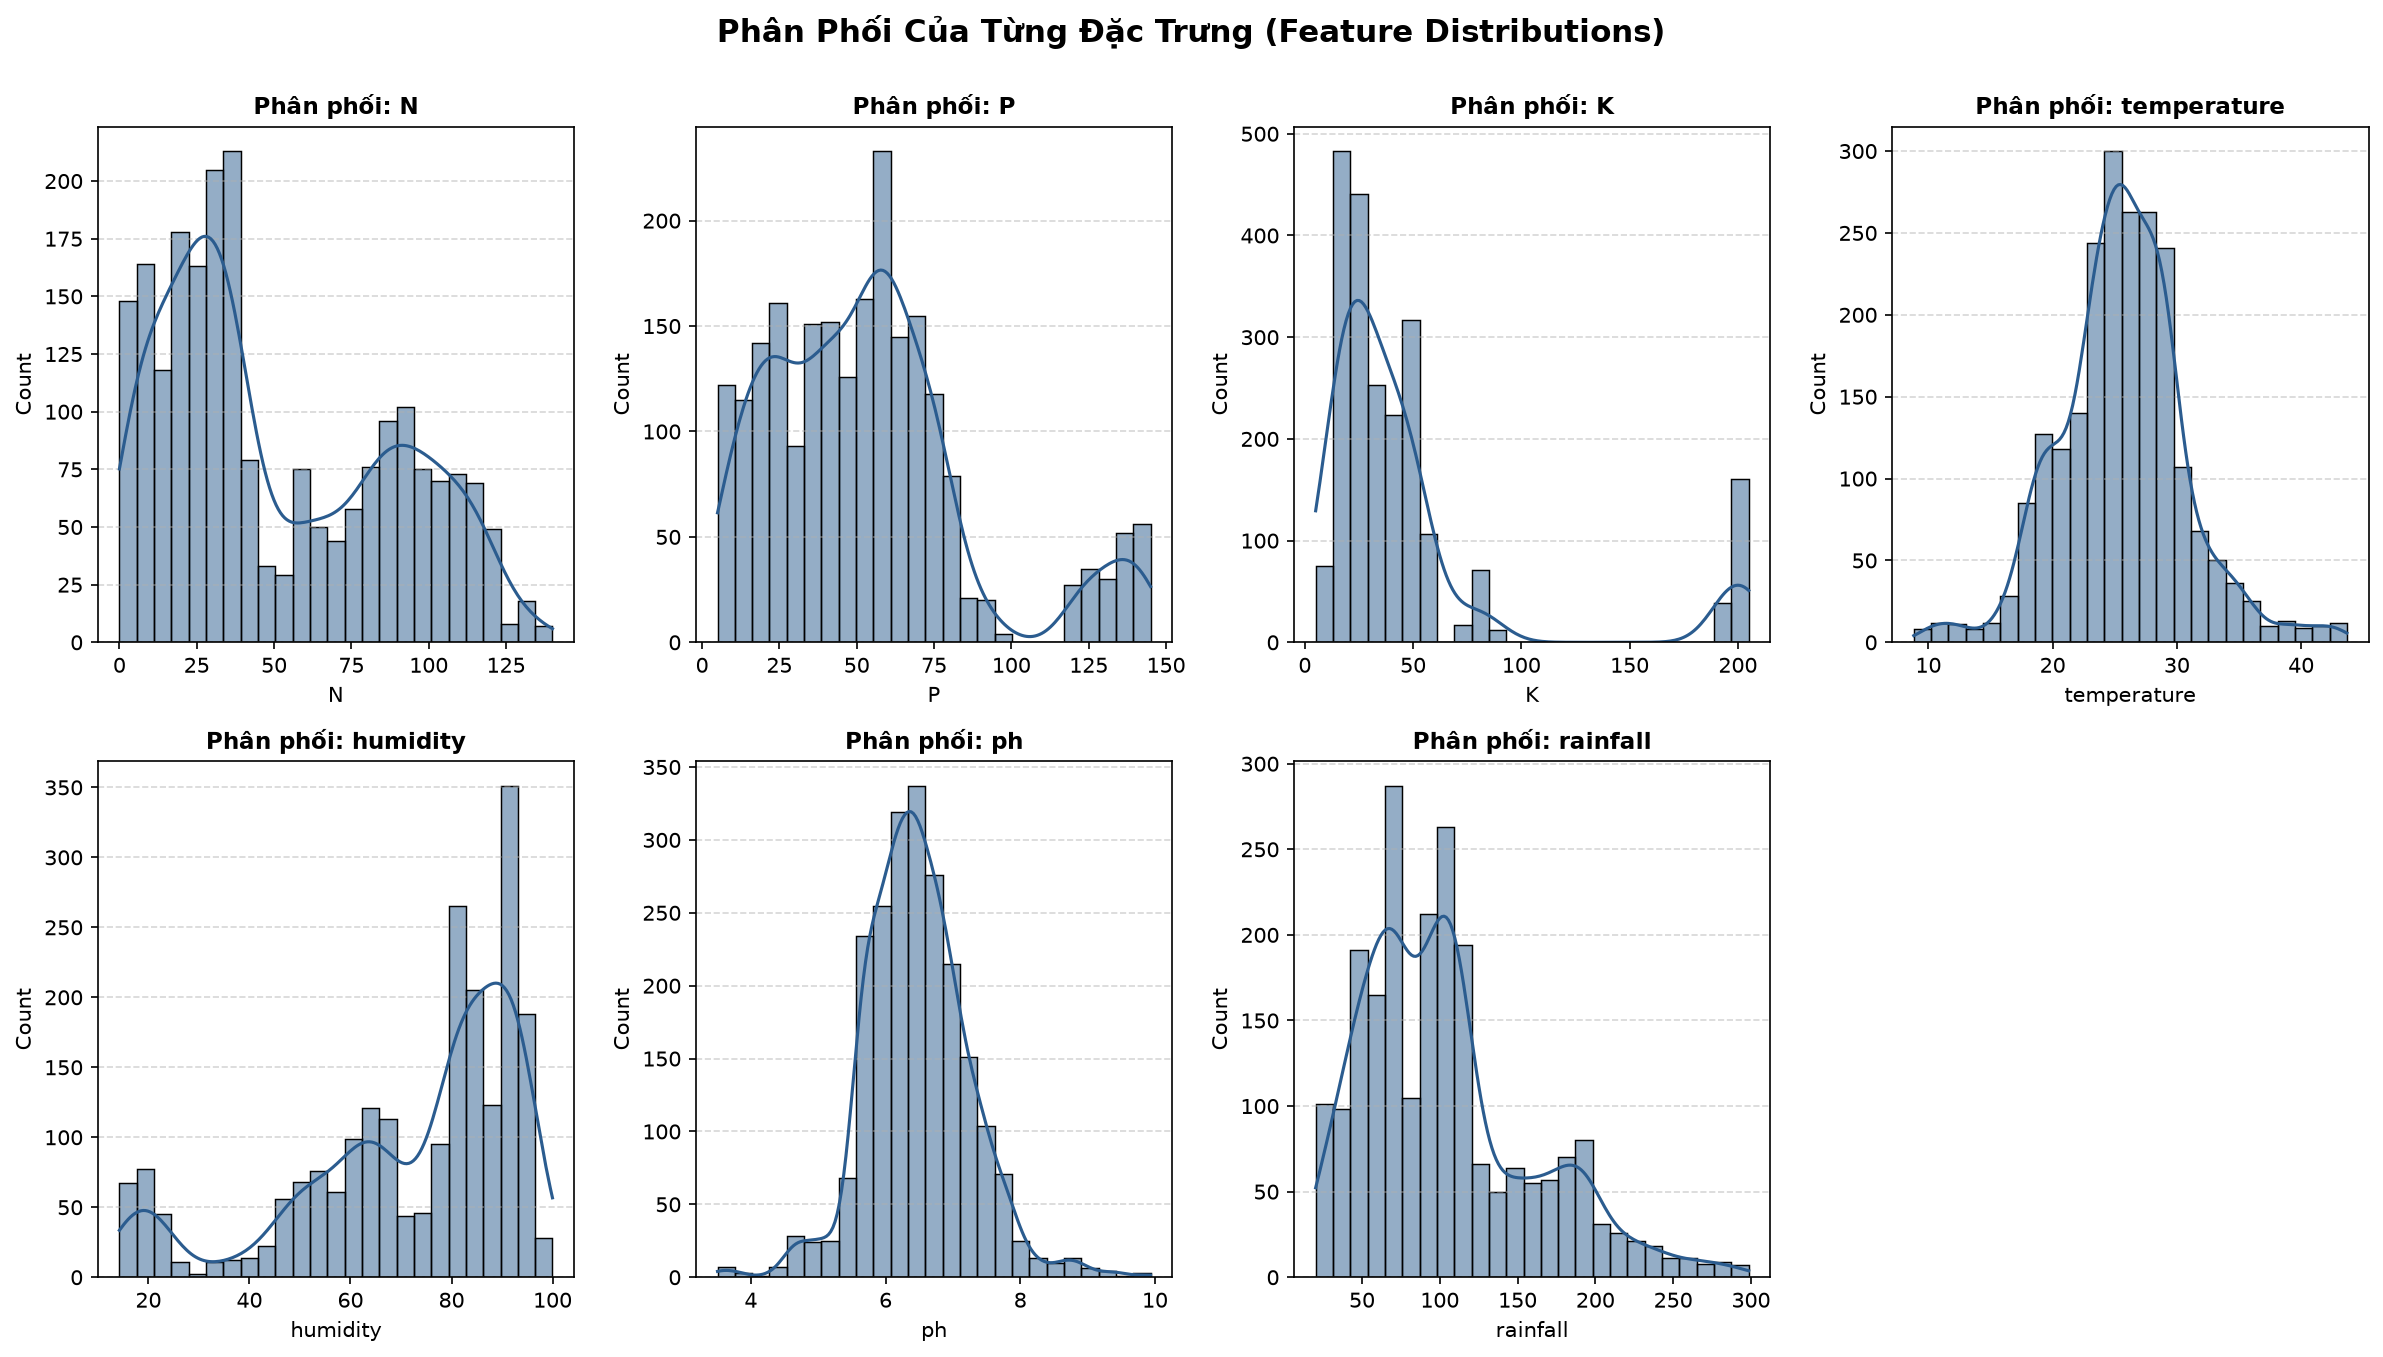 Phân Phối Của Từng Đặc Trưng (Feature Distributions)
Phân phối: N
200
175
150
125
100
75
50
25
0
Count
0 25 50 75 100 125
N
Phân phối: P
200
150
100
50
0
Count
0 25 50 75 100 125 150
P
Phân phối: K
500
400
300
200
100
0
Count
0 50 100 150 200
K
Phân phối: temperature
300
250
200
150
100
50
0
Count
10 20 30 40
temperature
Phân phối: humidity
350
300
250
200
150
100
50
0
Count
20 40 60 80 100
humidity
Phân phối: ph
350
300
250
200
150
100
50
0
Count
4 6 8 10
ph
Phân phối: rainfall
300
250
200
150
100
50
0
Count
50 100 150 200 250 300
rainfall